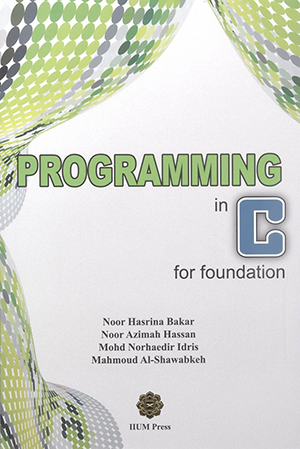 PROGRAMMING
in C
for foundation
Noor Hasrina Bakar
Noor Azimah Hassan
Mohd Norhaedir Idris
Mahmoud Al-Shawabkeh
IIUM Press